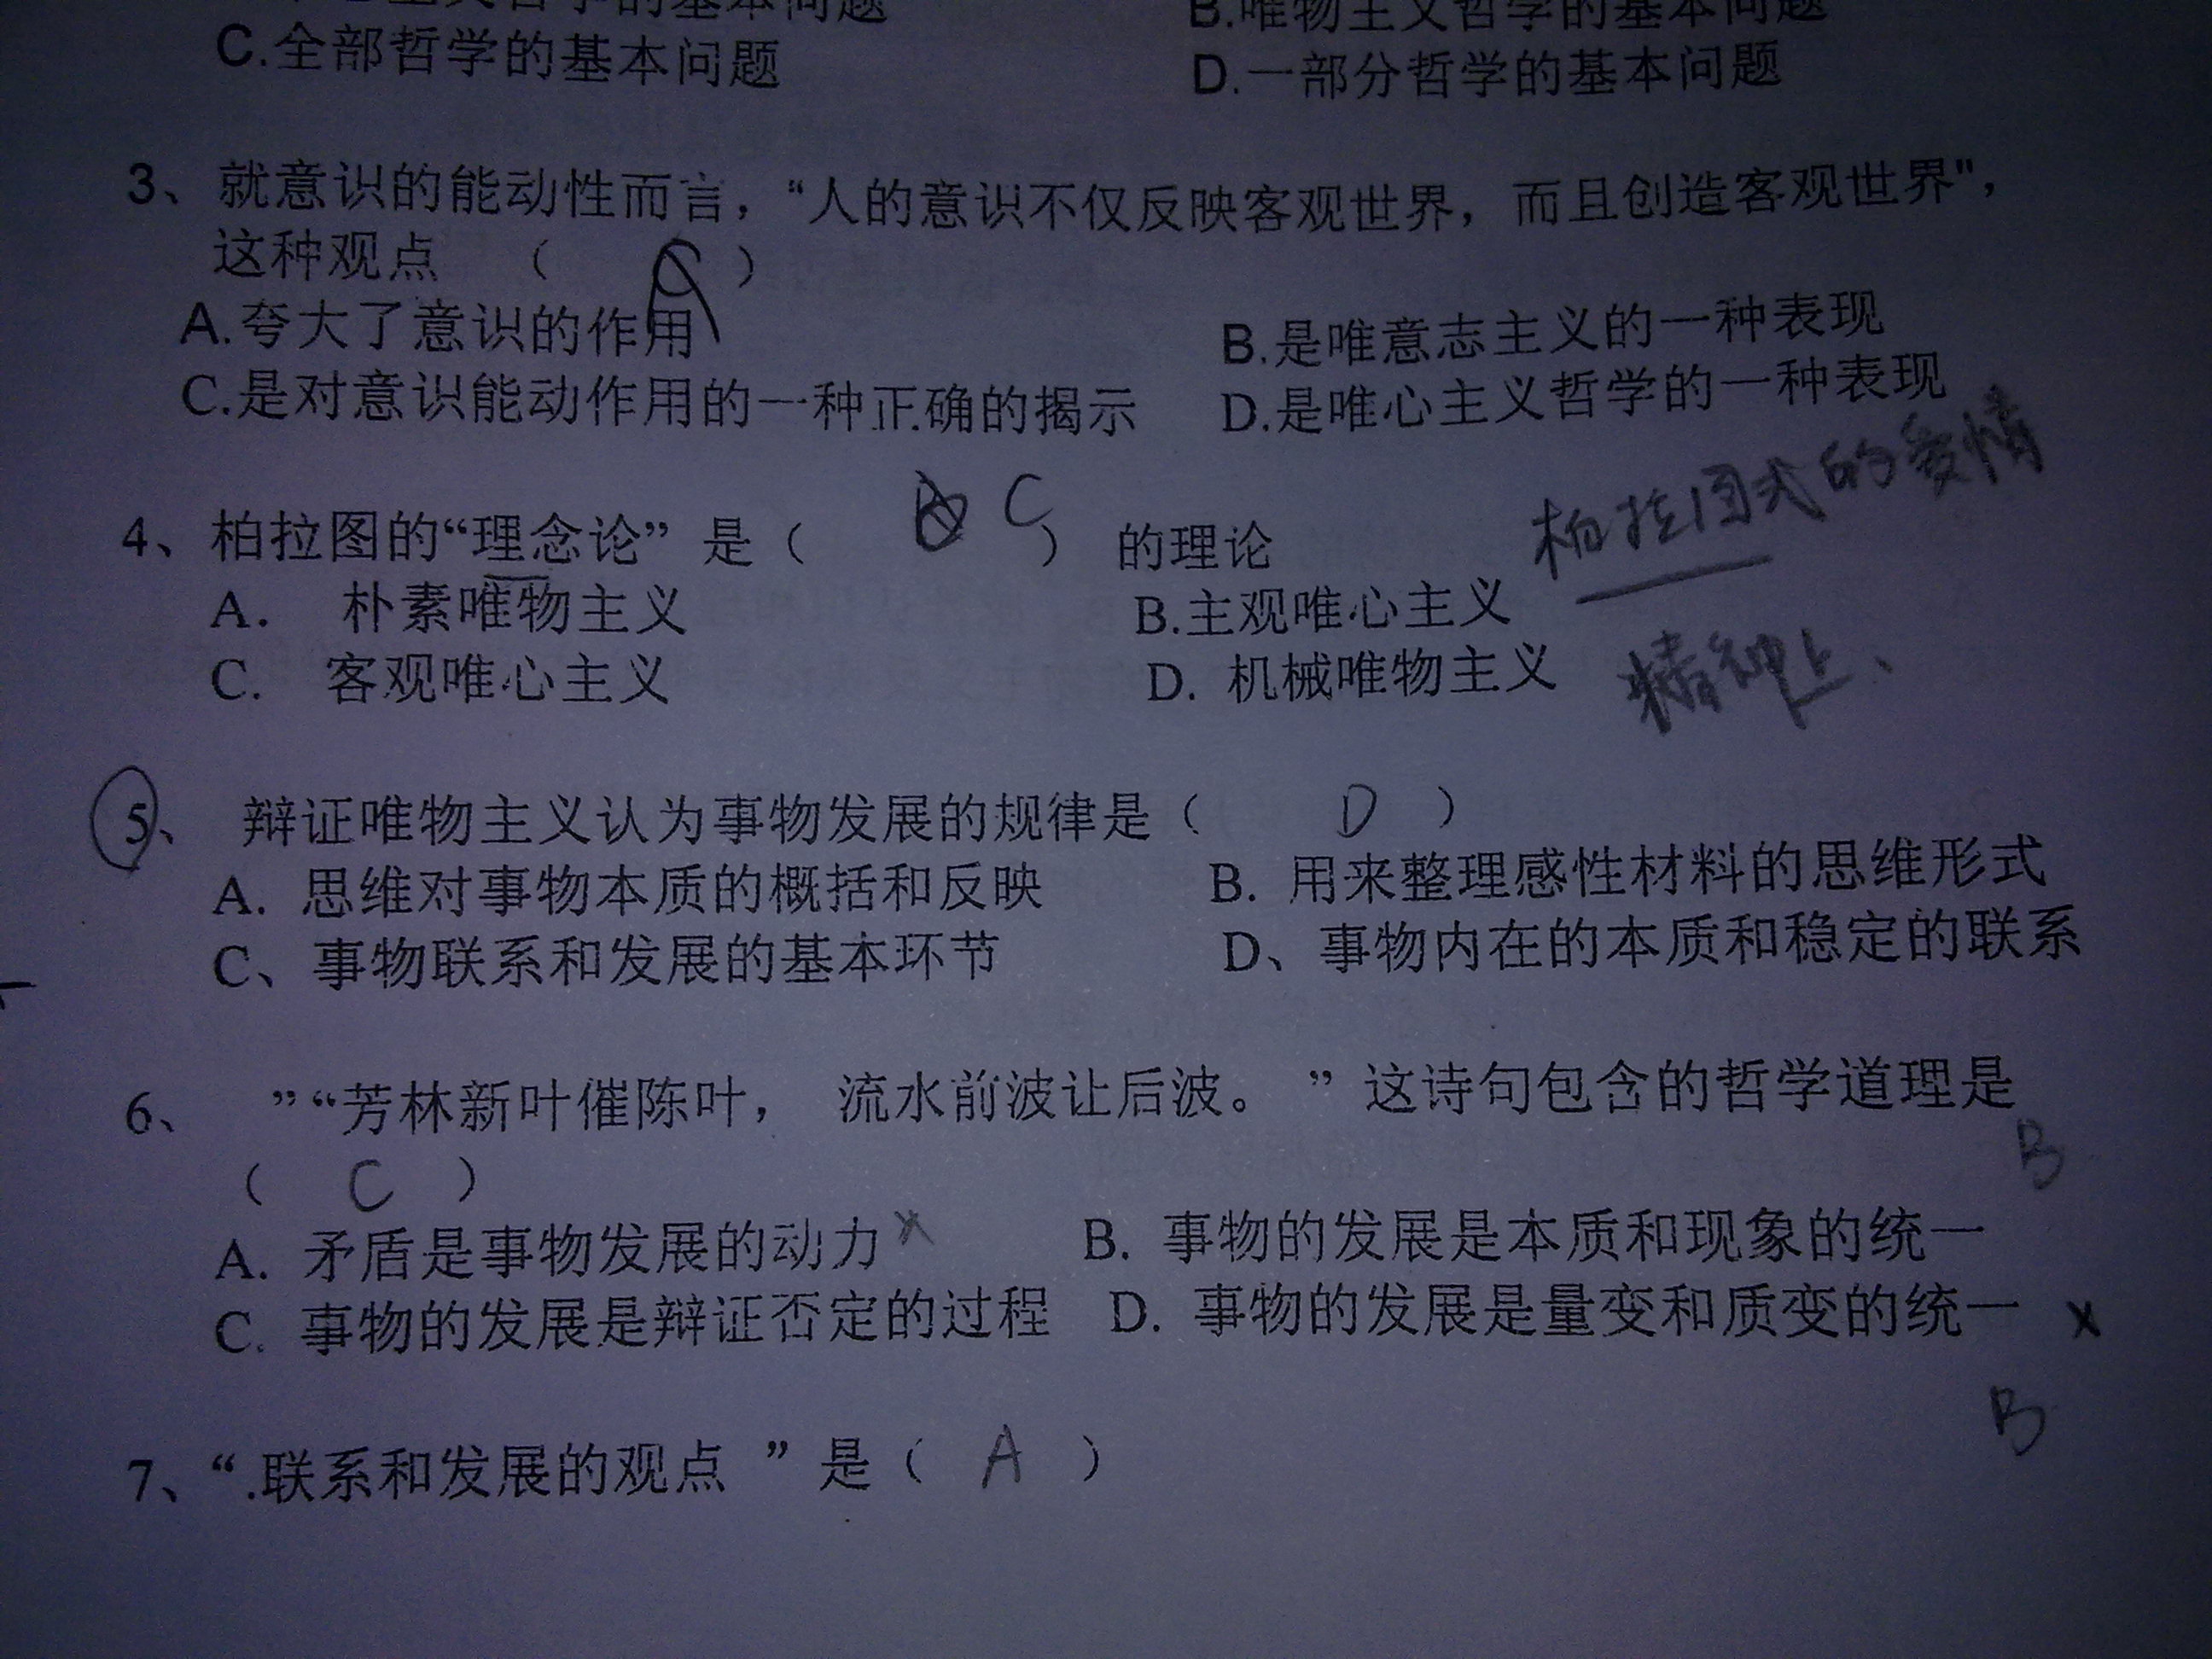 本问题
B.唯物主义哲学的基本问题
C.全部哲学的基本问题
D.一部分哲学的基本问题
3、就意识的能动性而言，“人的意识不仅反映客观世界，而且创造客观世界"，
这种观点 （ C ）
A.夸大了意识的作用
B.是唯意志主义的一种表现
C.是对意识能动作用的一种正确的揭示
D.是唯心主义哲学的一种表现
4、柏拉图的“理念论” 是（ C ） 的理论
柏拉图式的爱情
A. 朴素唯物主义
B.主观唯心主义
C. 客观唯心主义
D. 机械唯物主义
精神上、
5、 辩证唯物主义认为事物发展的规律是（ D ）
A. 思维对事物本质的概括和反映
B. 用来整理感性材料的思维形式
C、事物联系和发展的基本环节
D、事物内在的本质和稳定的联系
6、 ”“芳林新叶催陈叶， 流水前波让后波。 ” 这诗句包含的哲学道理是
B
（ C ）
A. 矛盾是事物发展的动力 x
B. 事物的发展是本质和现象的统一
C. 事物的发展是辩证否定的过程
D. 事物的发展是量变和质变的统一 x
B
7、“.联系和发展的观点 ” 是（ A ）